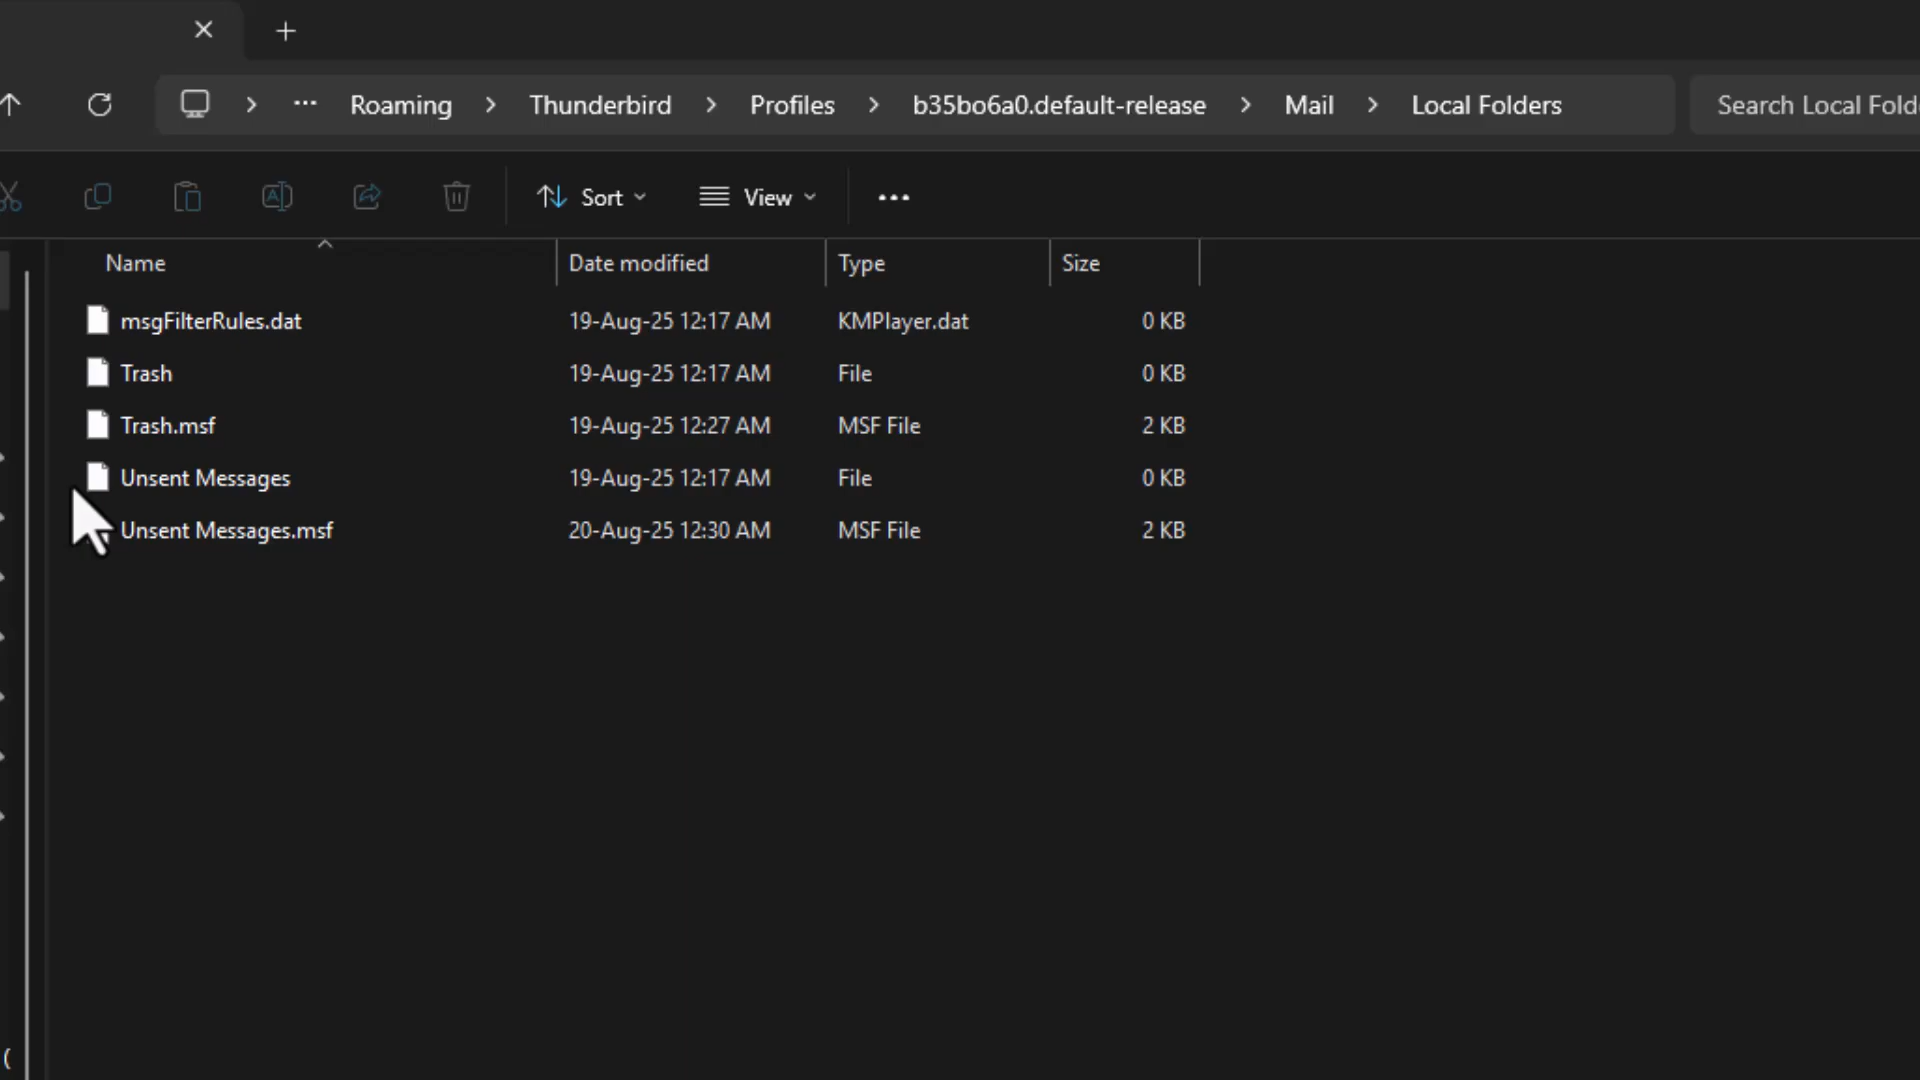 Roaming > Thunderbird > Profiles > b35bo6a0.default-release > Mail > Local Folders Search Local Fold
Sort View
Name Date modified Type Size
msgFilterRules.dat 19-Aug-25 12:17 AM KMPlayer.dat 0 KB
Trash 19-Aug-25 12:17 AM File 0 KB
Trash.msf 19-Aug-25 12:27 AM MSF File 2 KB
Unsent Messages 19-Aug-25 12:17 AM File 0 KB
Unsent Messages.msf 20-Aug-25 12:30 AM MSF File 2 KB
(